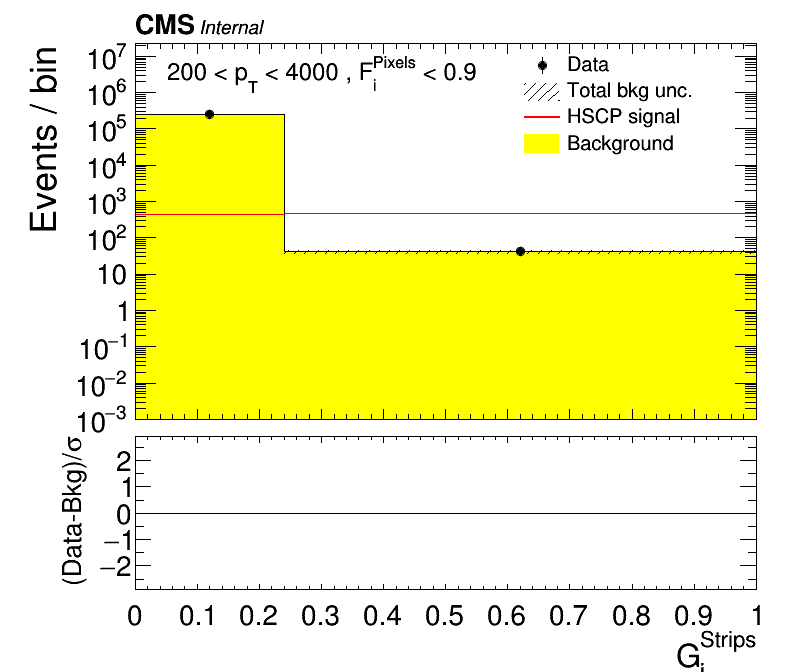 CMS Internal
200 < p_T < 4000 , F_i^Pixels < 0.9
Data
Total bkg unc.
HSCP signal
Background
Events / bin
10^7
10^6
10^5
10^4
10^3
10^2
10
1
10^−1
10^−2
10^−3
(Data-Bkg)/σ
2
1
0
−1
−2
0 0.1 0.2 0.3 0.4 0.5 0.6 0.7 0.8 0.9 1
G_i^Strips